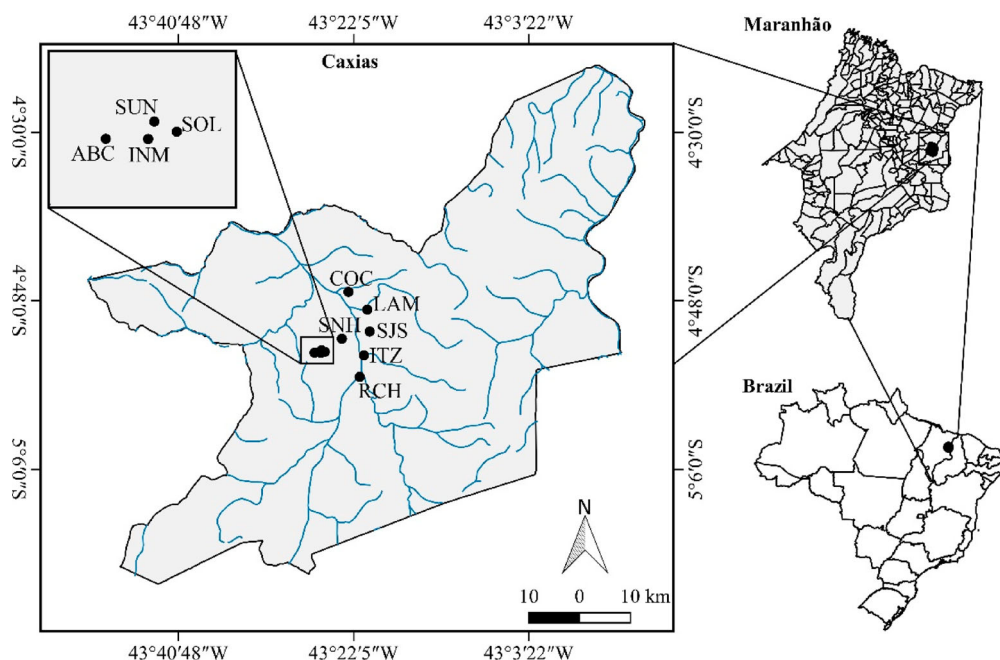 43°40'48"W 43°22'5"W 43°3'22"W
Maranhão
Caxias
SUN
SOL
ABC INM
4°30'0"S
4°30'0"S
COC
LAM
4°48'0"S
4°48'0"S
SNH
SJS
ITZ
RCH
Brazil
5°6'0"S
5°6'0"S
N
10 0 10 km
43°40'48"W 43°22'5"W 43°3'22"W